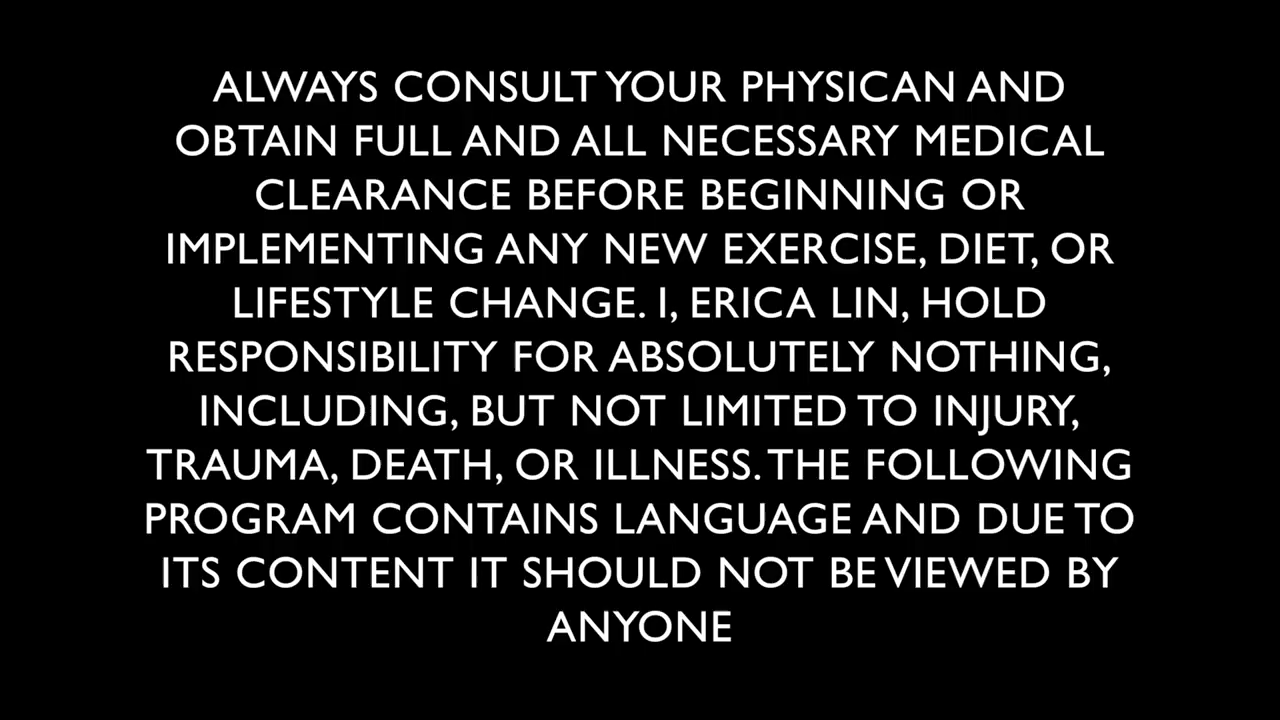 ALWAYS CONSULT YOUR PHYSICAN AND
OBTAIN FULL AND ALL NECESSARY MEDICAL
CLEARANCE BEFORE BEGINNING OR
IMPLEMENTING ANY NEW EXERCISE, DIET, OR
LIFESTYLE CHANGE. I, ERICA LIN, HOLD
RESPONSIBILITY FOR ABSOLUTELY NOTHING,
INCLUDING, BUT NOT LIMITED TO INJURY,
TRAUMA, DEATH, OR ILLNESS. THE FOLLOWING
PROGRAM CONTAINS LANGUAGE AND DUE TO
ITS CONTENT IT SHOULD NOT BE VIEWED BY
ANYONE